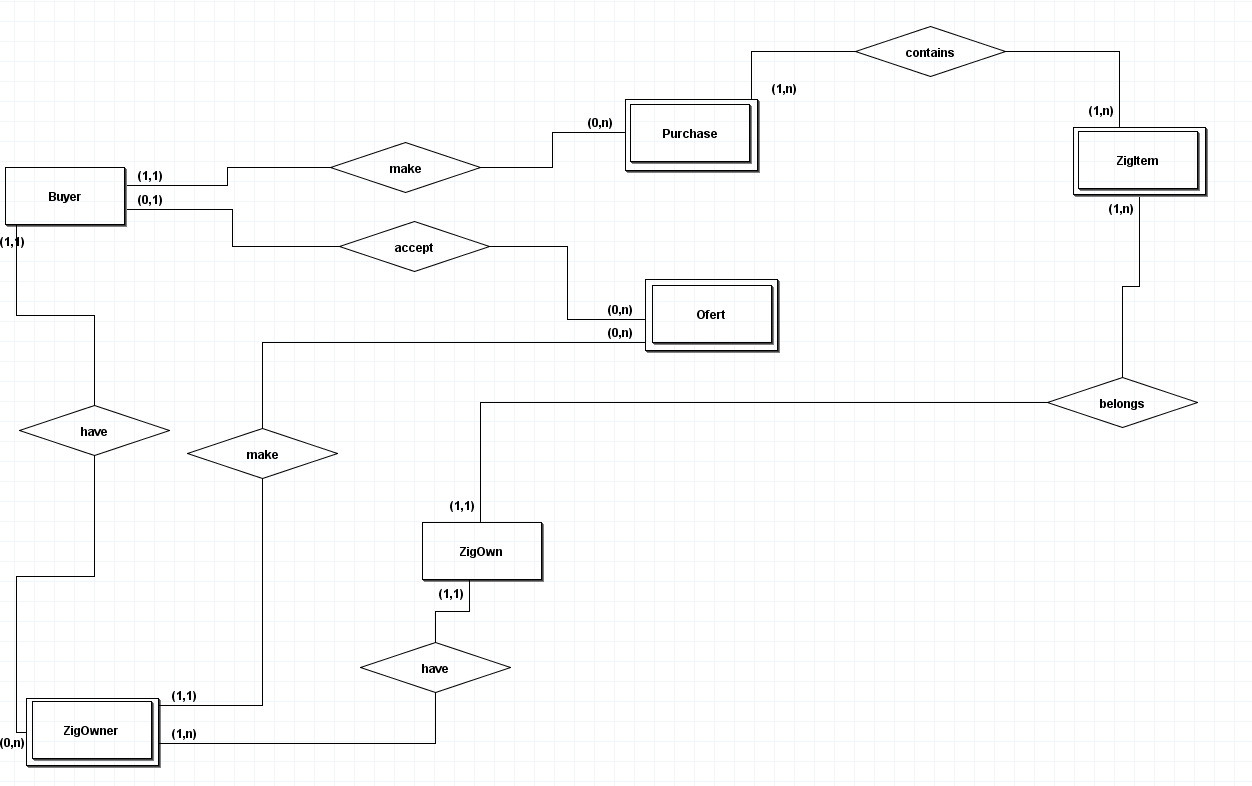 contains
(1,n)
(1,n)
(0,n)
Purchase
ZigItem
make
(1,1)
Buyer
(0,1)
(1,n)
(1,1)
accept
(0,n)
Ofert
(0,n)
belongs
have
make
(1,1)
ZigOwn
(1,1)
have
(1,1)
ZigOwner
(1,n)
(0,n)